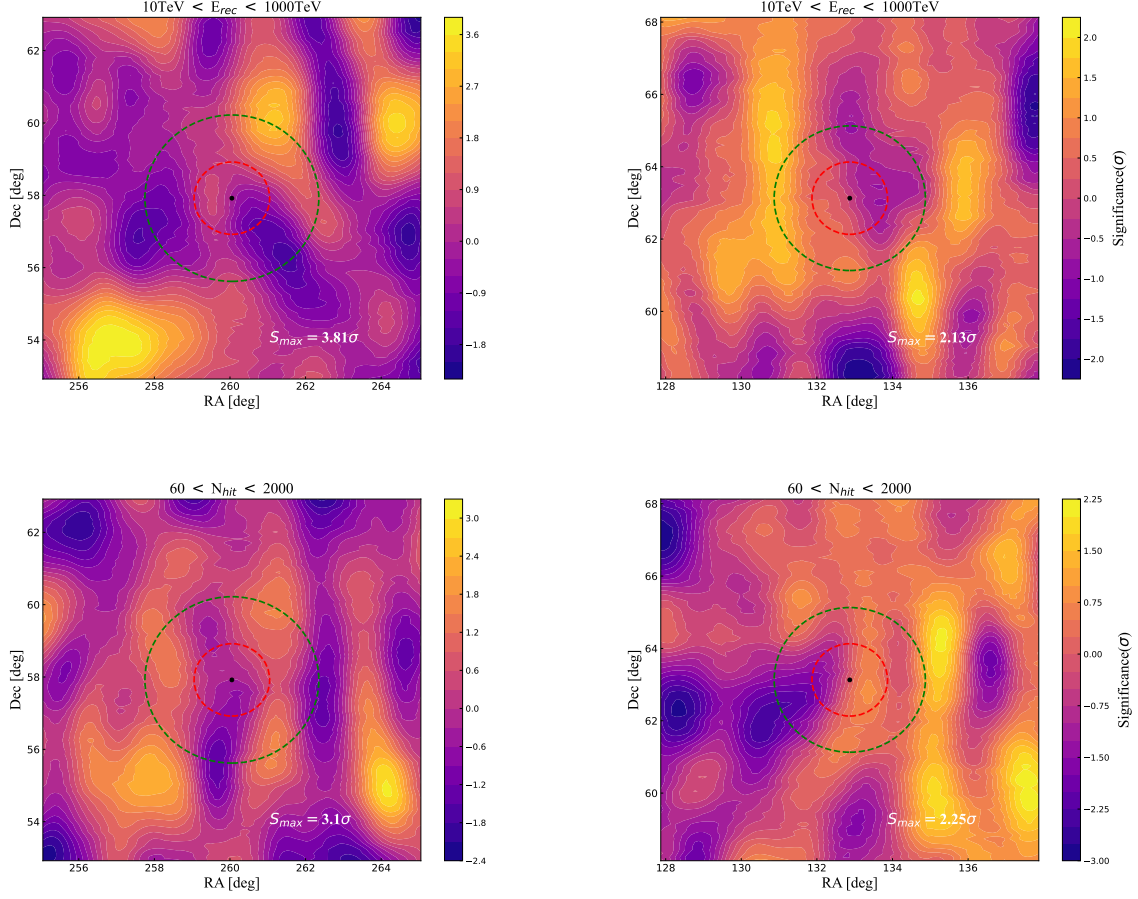 10TeV < E_rec < 1000TeV
62
60
58
56
54
Dec [deg]
256 258 260 262 264
RA [deg]
S_max = 3.81σ
3.6
2.7
1.8
0.9
0.0
−0.9
−1.8
10TeV < E_rec < 1000TeV
68
66
64
62
60
Dec [deg]
128 130 132 134 136
RA [deg]
S_max = 2.13σ
2.0
1.5
1.0
0.5
0.0
−0.5
−1.0
−1.5
−2.0
Significance(σ)
60 < N_hit < 2000
62
60
58
56
54
Dec [deg]
256 258 260 262 264
RA [deg]
S_max = 3.1σ
3.0
2.4
1.8
1.2
0.6
0.0
−0.6
−1.2
−1.8
−2.4
60 < N_hit < 2000
68
66
64
62
60
Dec [deg]
128 130 132 134 136
RA [deg]
S_max = 2.25σ
2.25
1.50
0.75
0.00
−0.75
−1.50
−2.25
−3.00
Significance(σ)